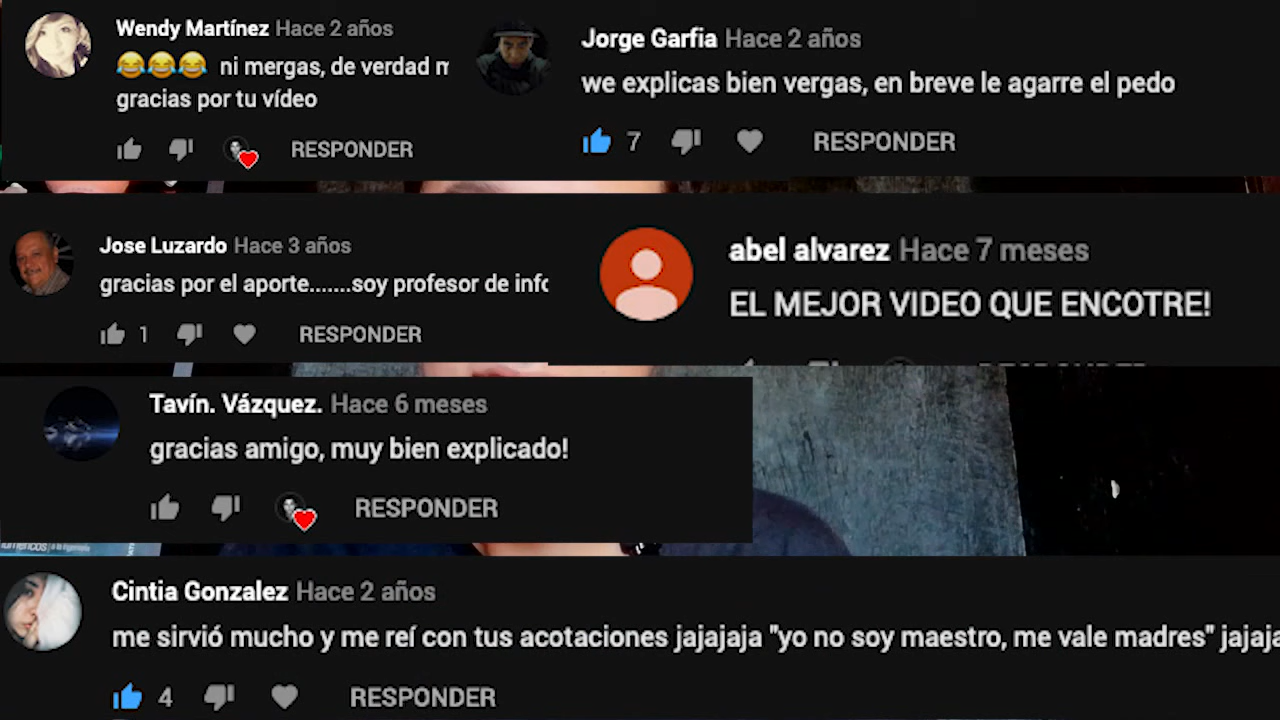 Wendy Martínez Hace 2 años
😂😂😂 ni mergas, de verdad
gracias por tu vídeo
RESPONDER
Jorge Garfia Hace 2 años
we explicas bien vergas, en breve le agarre el pedo
7 RESPONDER
Jose Luzardo Hace 3 años
gracias por el aporte.......soy profesor de
1 RESPONDER
abel alvarez Hace 7 meses
EL MEJOR VIDEO QUE ENCOTRE!
Tavín. Vázquez. Hace 6 meses
gracias amigo, muy bien explicado!
RESPONDER
Cintia Gonzalez Hace 2 años
me sirvió mucho y me reí con tus acotaciones jajajaja "yo no soy maestro, me vale madres"
4 RESPONDER